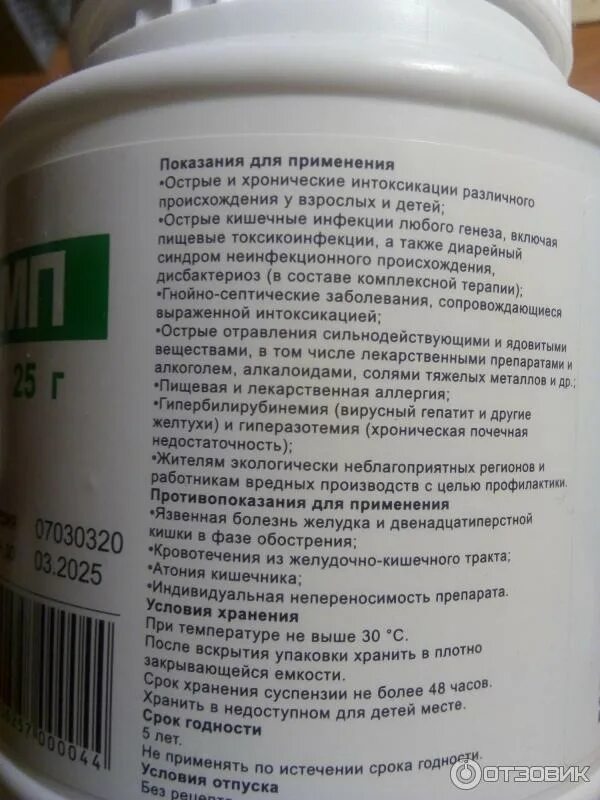 Показания для применения
•Острые и хронические интоксикации различного
происхождения у взрослых и детей;
•Острые кишечные инфекции любого генеза, включая
пищевые токсикоинфекции, а также диарейный
синдром неинфекционного происхождения,
дисбактериоз (в составе комплексной терапии);
•Гнойно-септические заболевания, сопровождающиеся
выраженной интоксикацией;
•Острые отравления сильнодействующими и ядовитыми
веществами, в том числе лекарственными препаратами и
алкоголем, алкалоидами, солями тяжелых металлов и др.;
•Пищевая и лекарственная аллергия;
•Гипербилирубинемия (вирусный гепатит и другие
желтухи) и гиперазотемия (хроническая почечная
недостаточность);
•Жителям экологически неблагоприятных регионов и
работникам вредных производств с целью профилактики.
Противопоказания для применения
•Язвенная болезнь желудка и двенадцатиперстной
кишки в фазе обострения;
•Кровотечения из желудочно-кишечного тракта;
•Атония кишечника;
•Индивидуальная непереносимость препарата.
Условия хранения
При температуре не выше 30 °C.
После вскрытия упаковки хранить в плотно
закрывающейся емкости.
Срок хранения суспензии не более 48 часов.
Хранить в недоступном для детей месте.
Срок годности
5 лет.
Не применять по истечении срока годности.
Условия отпуска
Без рецепта
МП
25 г
07030320
03.2025
000044
ОТЗОВИК